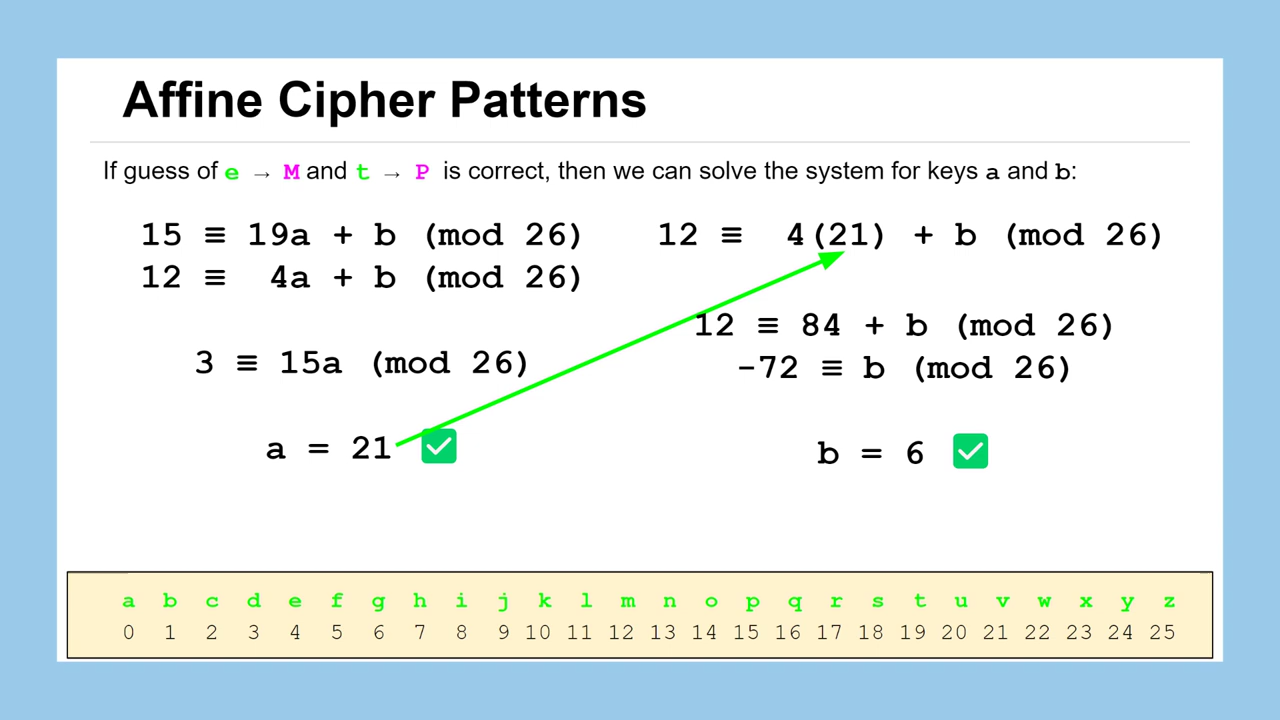 Affine Cipher Patterns
If guess of e → M and t → P is correct, then we can solve the system for keys a and b:
15 ≡ 19a + b (mod 26)
12 ≡ 4a + b (mod 26)
3 ≡ 15a (mod 26)
a = 21 ✅
12 ≡ 4(21) + b (mod 26)
12 ≡ 84 + b (mod 26)
-72 ≡ b (mod 26)
b = 6 ✅
a b c d e f g h i j k l m n o p q r s t u v w x y z
0 1 2 3 4 5 6 7 8 9 10 11 12 13 14 15 16 17 18 19 20 21 22 23 24 25